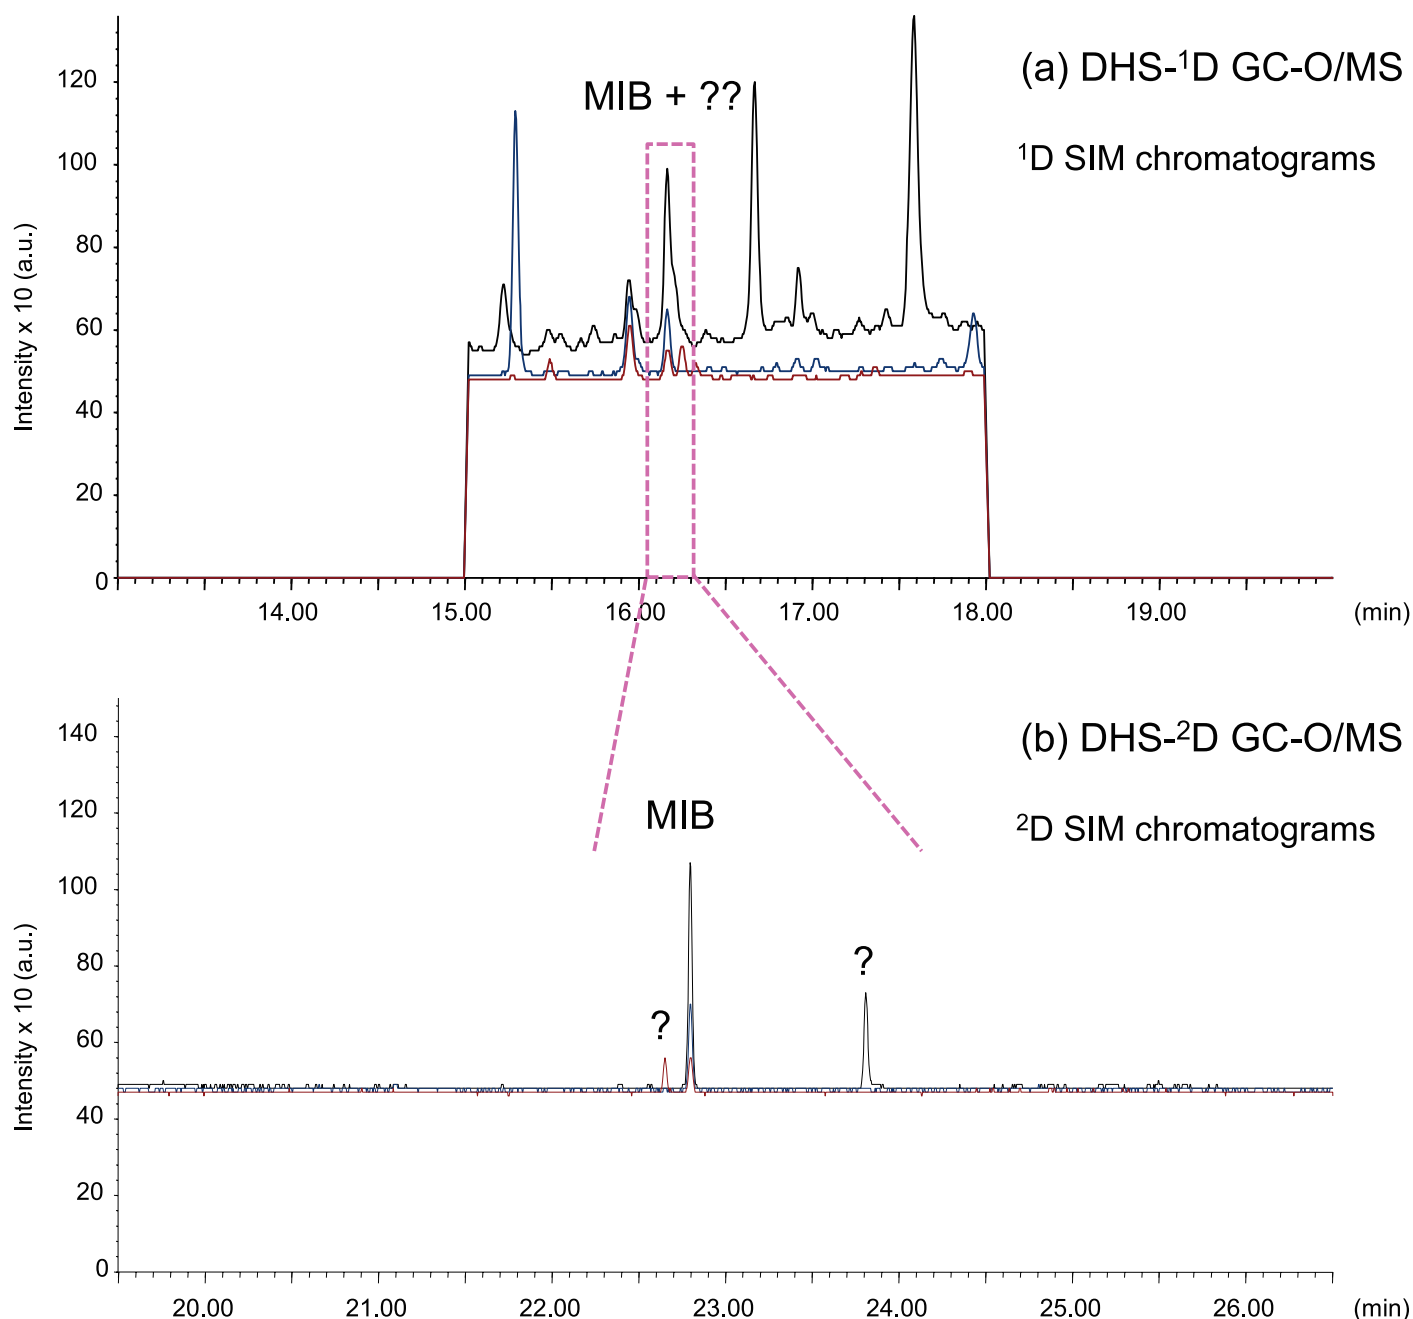 (a) DHS-¹D GC-O/MS
MIB + ??
¹D SIM chromatograms
Intensity x 10 (a.u.)
120
100
80
60
40
20
0
14.00 15.00 16.00 17.00 18.00 19.00 (min)
(b) DHS-²D GC-O/MS
MIB
²D SIM chromatograms
?
?
Intensity x 10 (a.u.)
140
120
100
80
60
40
20
0
20.00 21.00 22.00 23.00 24.00 25.00 26.00 (min)